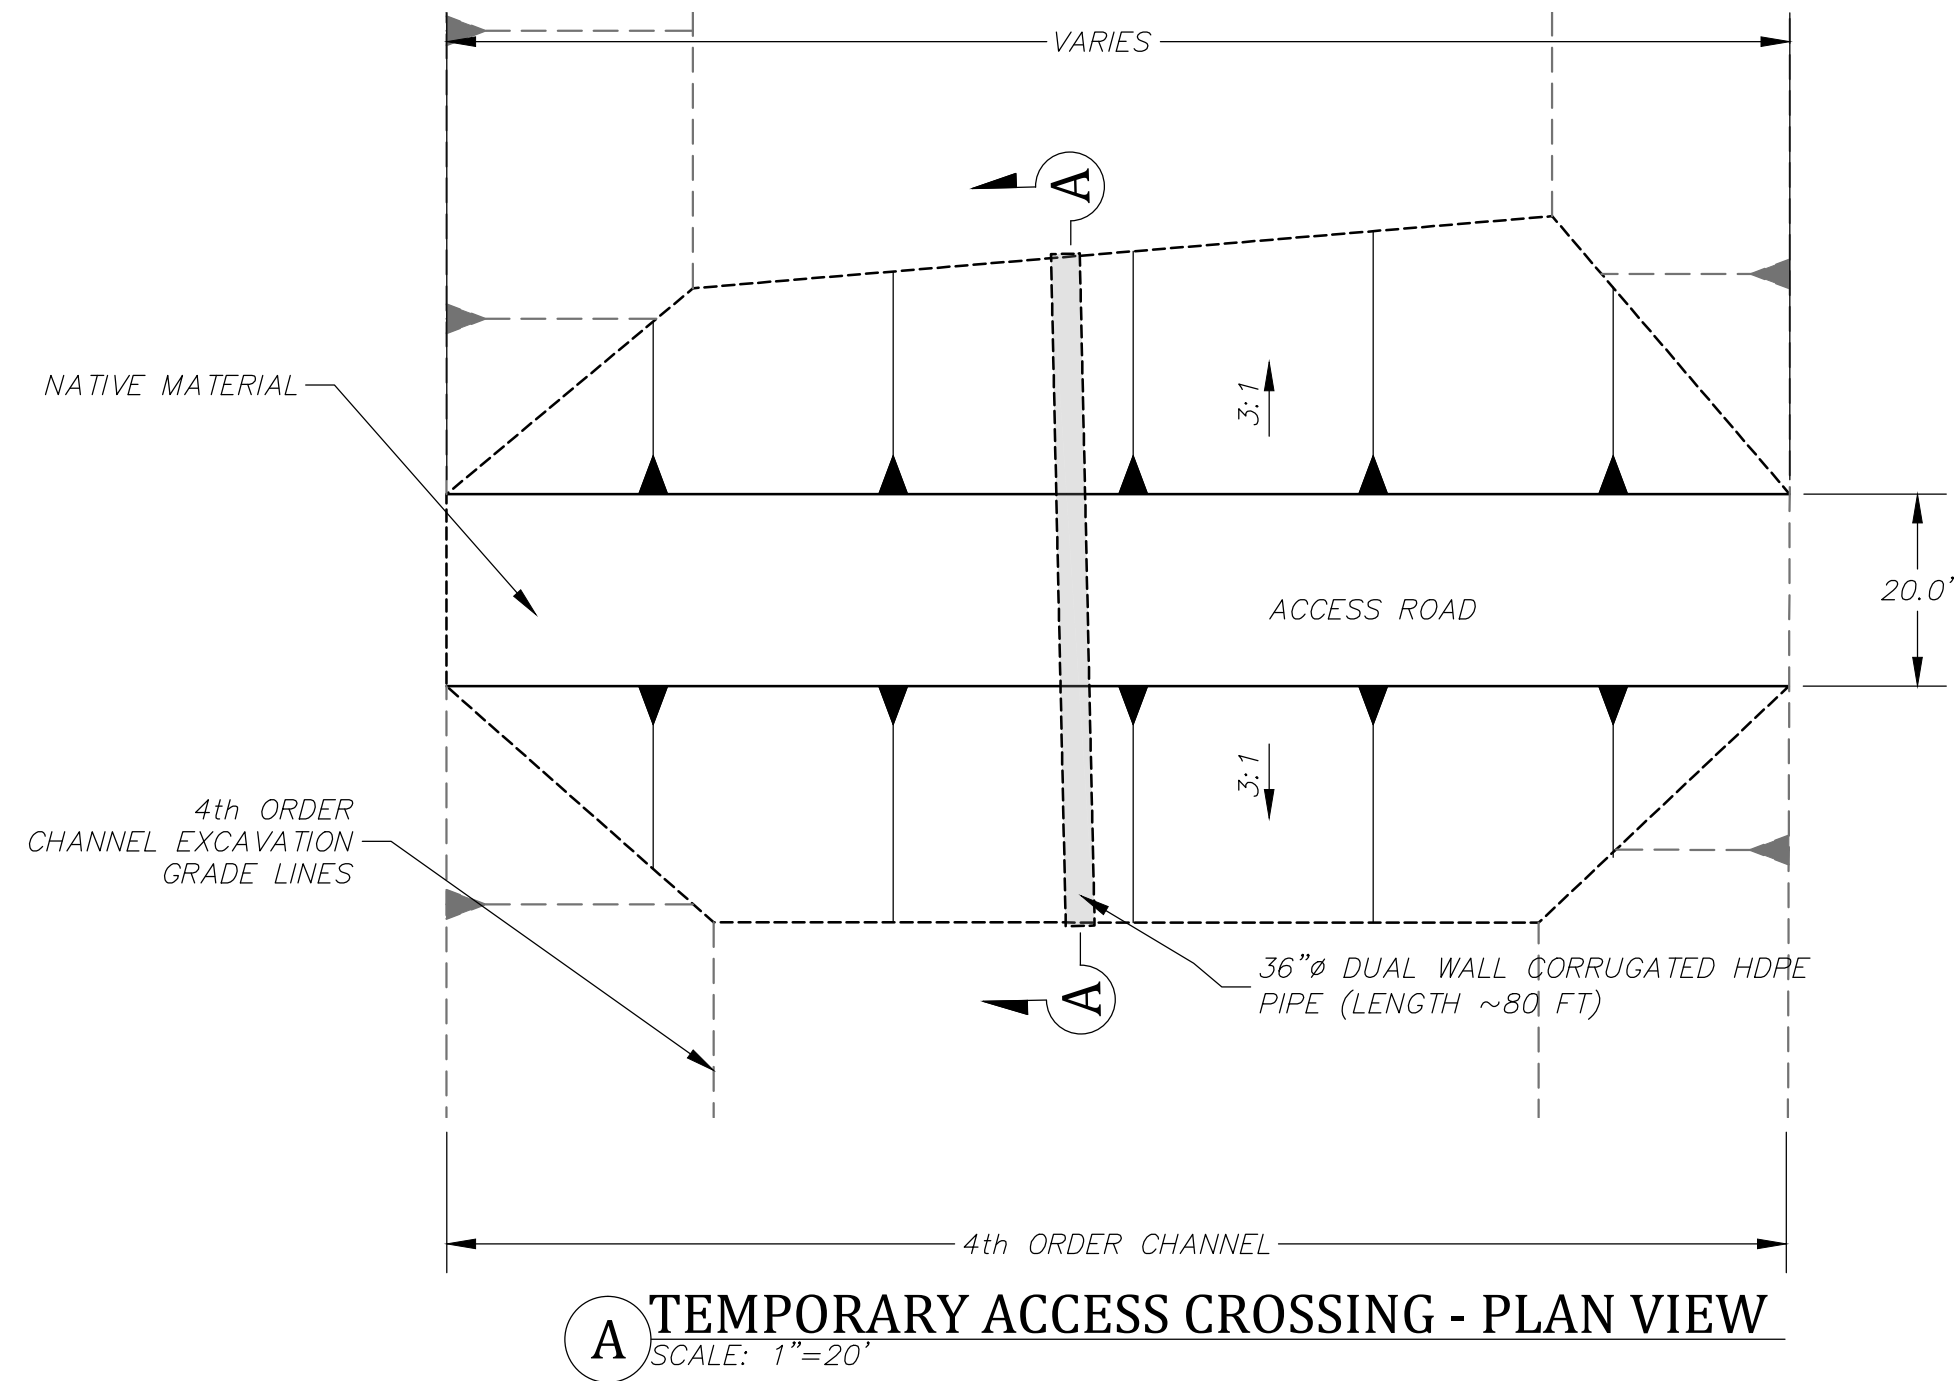 VARIES
A
3:1
NATIVE MATERIAL
20.0'
ACCESS ROAD
3:1
4th ORDER
CHANNEL EXCAVATION
GRADE LINES
36"ø DUAL WALL CORRUGATED HDPE
PIPE (LENGTH ~80 FT)
A
4th ORDER CHANNEL
A
TEMPORARY ACCESS CROSSING - PLAN VIEW
SCALE: 1"=20'